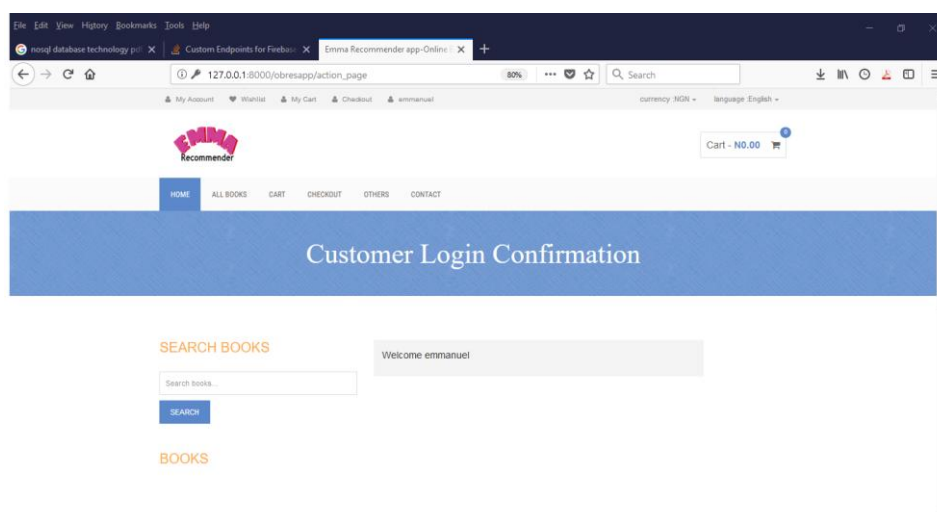 File Edit View History Bookmarks Tools Help
nosql database technology pdf Custom Endpoints for Firebase Emma Recommender app-Online
127.0.0.1:8000/obresapp/action_page 80% Search
My Account Wishlist My Cart Checkout emmanuel currency :NGN language :English
EMMA
Recommender
Cart - N0.00 0
HOME ALL BOOKS CART CHECKOUT OTHERS CONTACT
Customer Login Confirmation
SEARCH BOOKS
Welcome emmanuel
Search books...
SEARCH
BOOKS